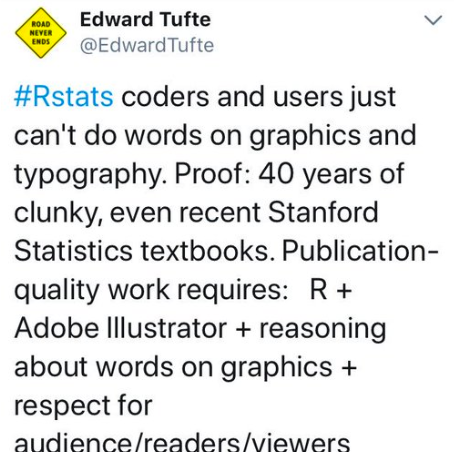 ROAD
NEVER
ENDS
Edward Tufte
@EdwardTufte
#Rstats coders and users just
can't do words on graphics and
typography. Proof: 40 years of
clunky, even recent Stanford
Statistics textbooks. Publication-
quality work requires: R +
Adobe Illustrator + reasoning
about words on graphics +
respect for
audience/readers/viewers